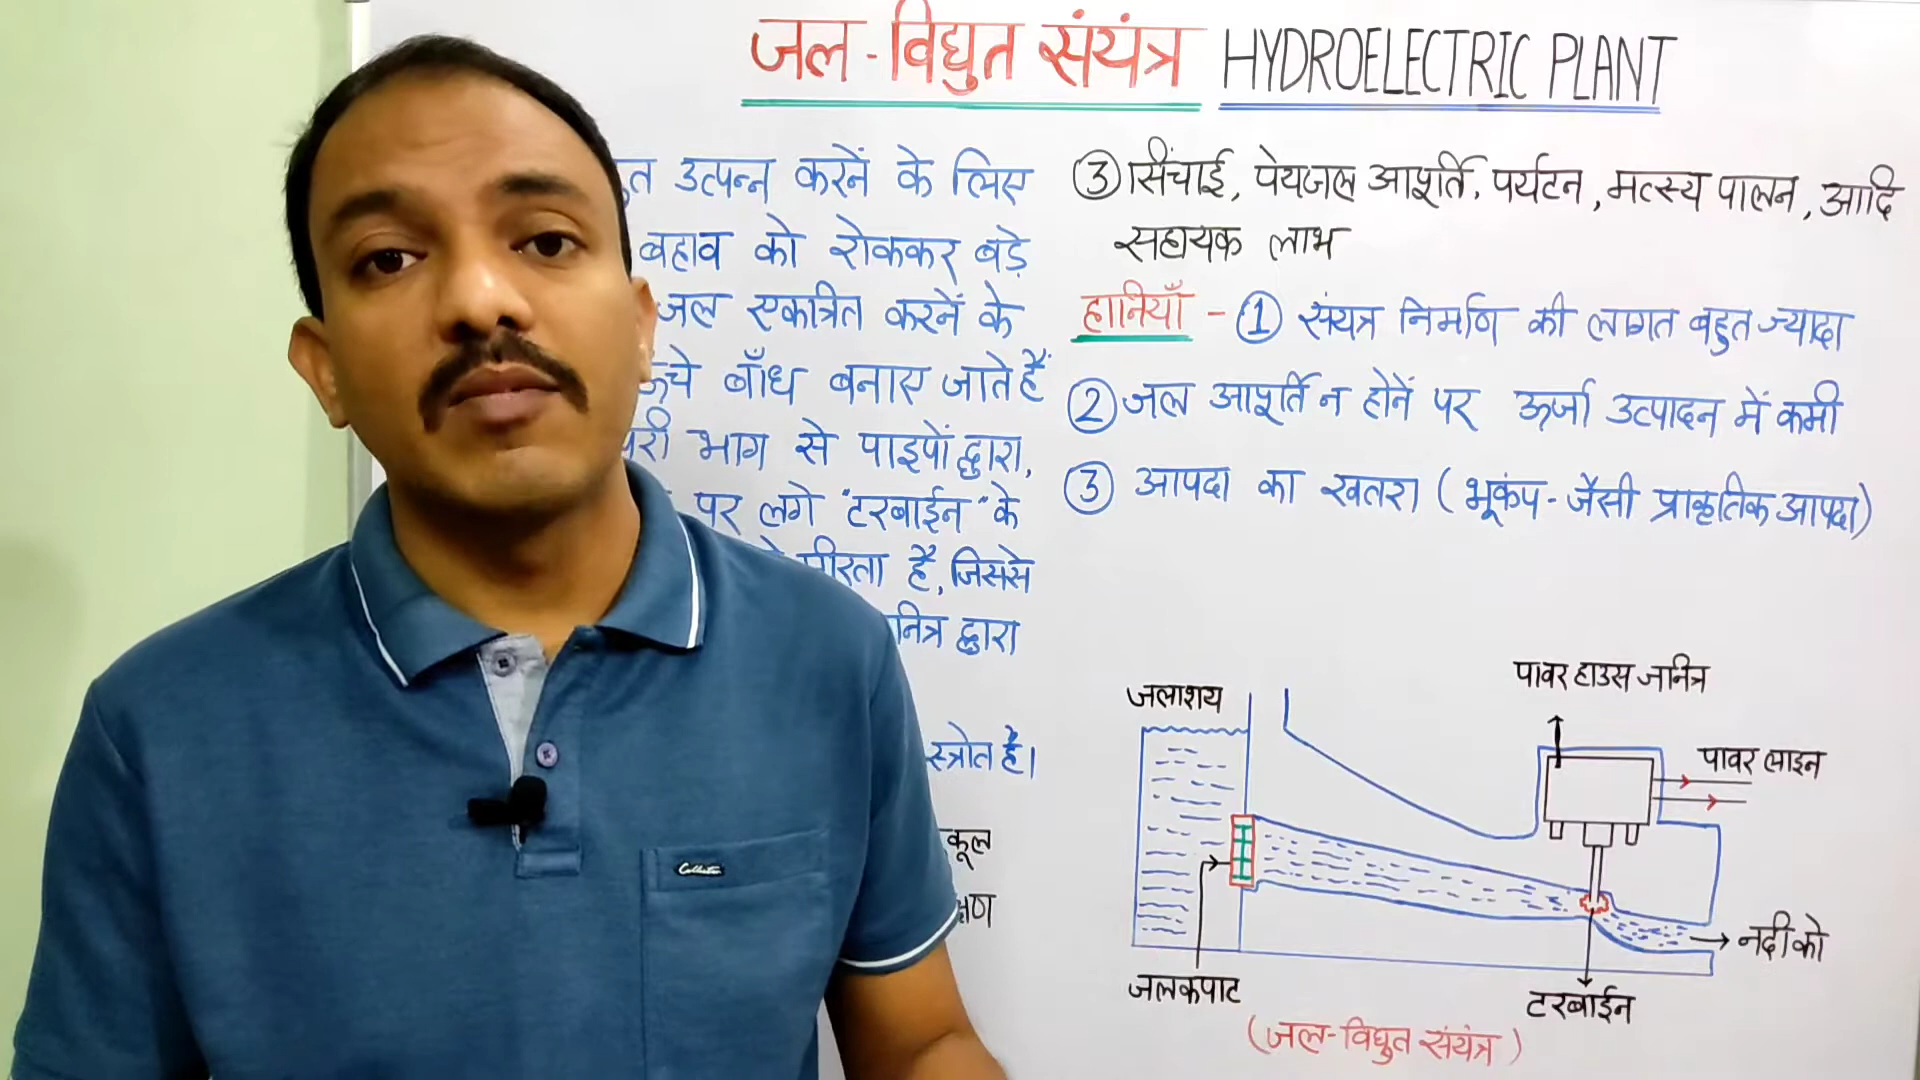 जल-विद्युत संयंत्र HYDROELECTRIC PLANT
उत्पन्न करनें के लिए
बहाव को रोककर बड़े
जल एकत्रित करनें के
बाँध बनाए जाते हैं
भाग से पाइपों द्वारा,
पर लगे "टरबाईन" के
है, जिससे
द्वारा
स्त्रोत है।
③ सिंचाई, पेयजल आपूर्ति, पर्यटन, मत्स्य पालन, आदि
सहायक लाभ
हानियाँ - ① संयत्र निर्माण की लागत बहुत ज्यादा
② जल आपूर्ति न होनें पर ऊर्जा उत्पादन में कमी
③ आपदा का खतरा (भूकंप-जैसी प्राकृतिक आपदा)
पावर हाउस जनित्र
जलाशय
पावर लाइन
नदी को
जलकपाट
टरबाईन
(जल-विद्युत संयंत्र)